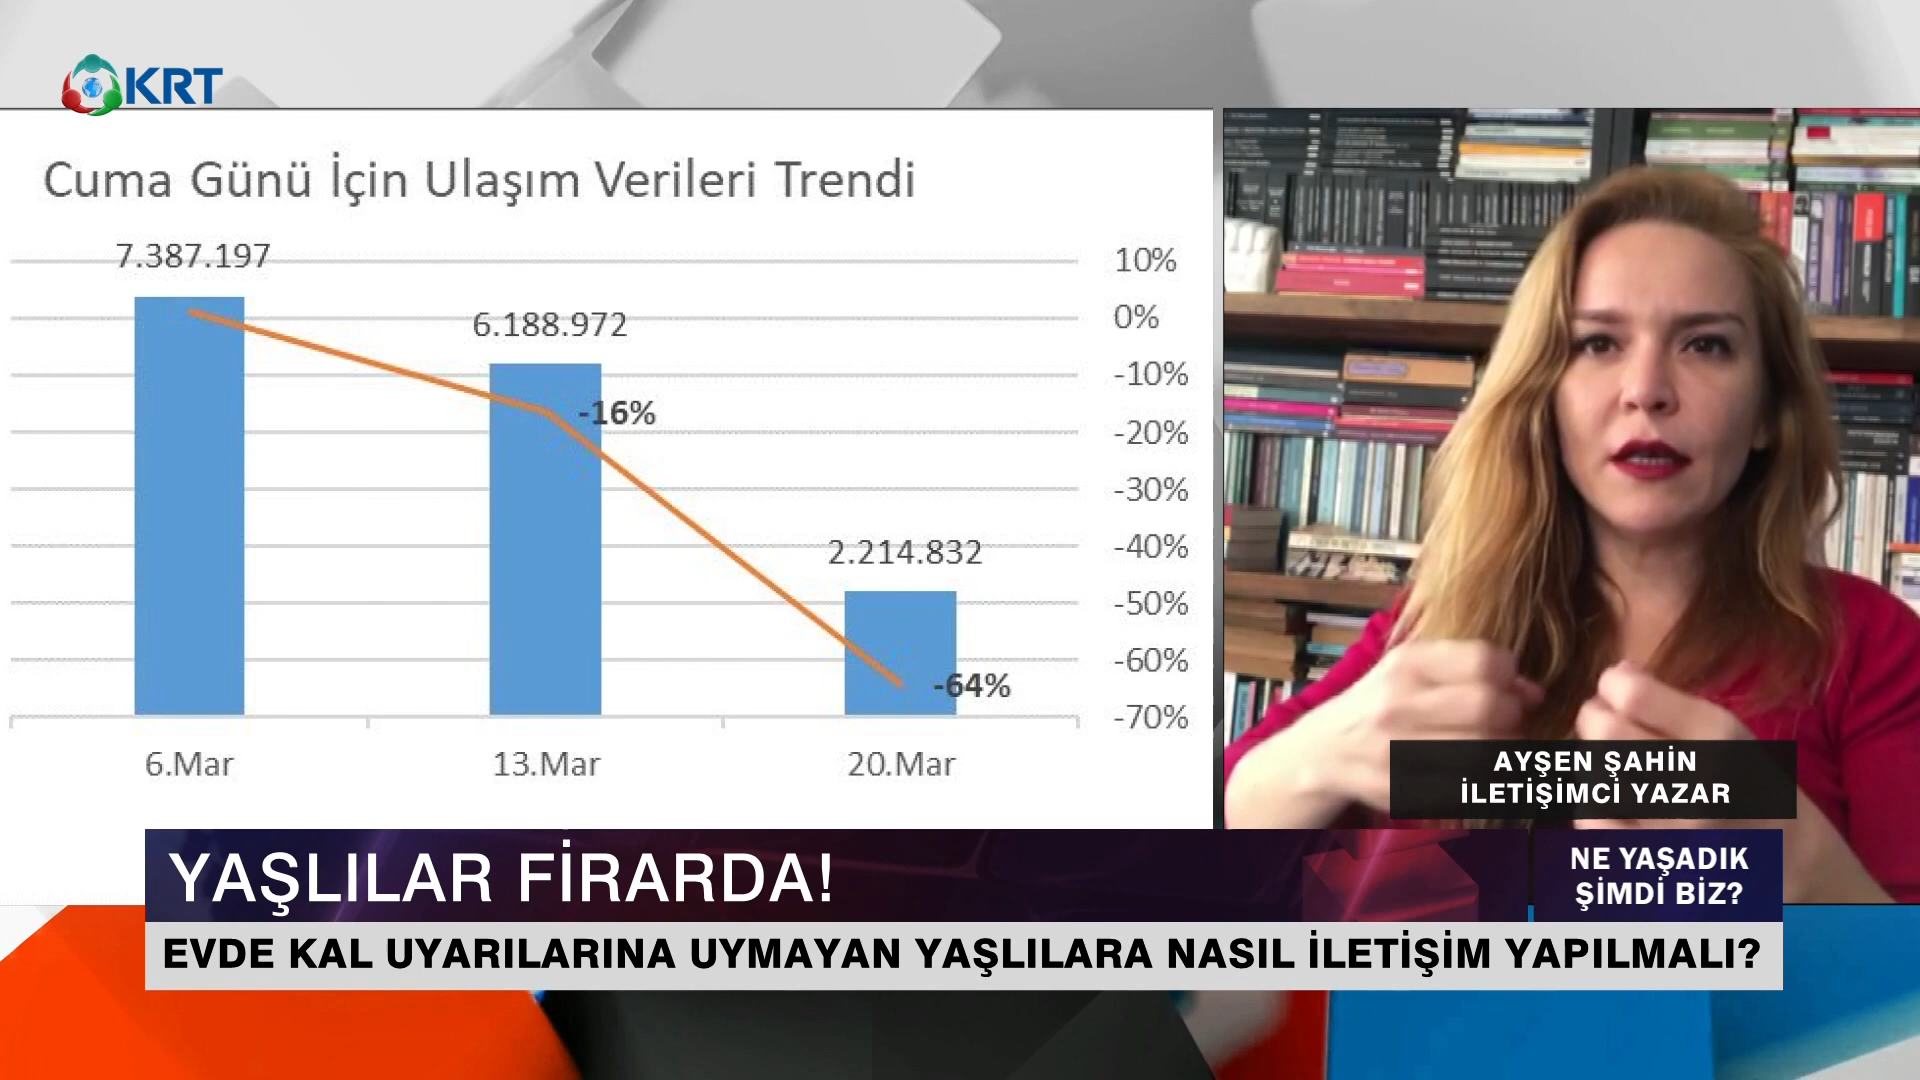 KRT
Cuma Günü İçin Ulaşım Verileri Trendi
7.387.197
6.188.972
-16%
2.214.832
-64%
10%
0%
-10%
-20%
-30%
-40%
-50%
-60%
-70%
6.Mar
13.Mar
20.Mar
AYŞEN ŞAHİN
İLETİŞİMCİ YAZAR
YAŞLILAR FİRARDA!
NE YAŞADIK
ŞİMDİ BİZ?
EVDE KAL UYARILARINA UYMAYAN YAŞLILARA NASIL İLETİŞİM YAPILMALI?